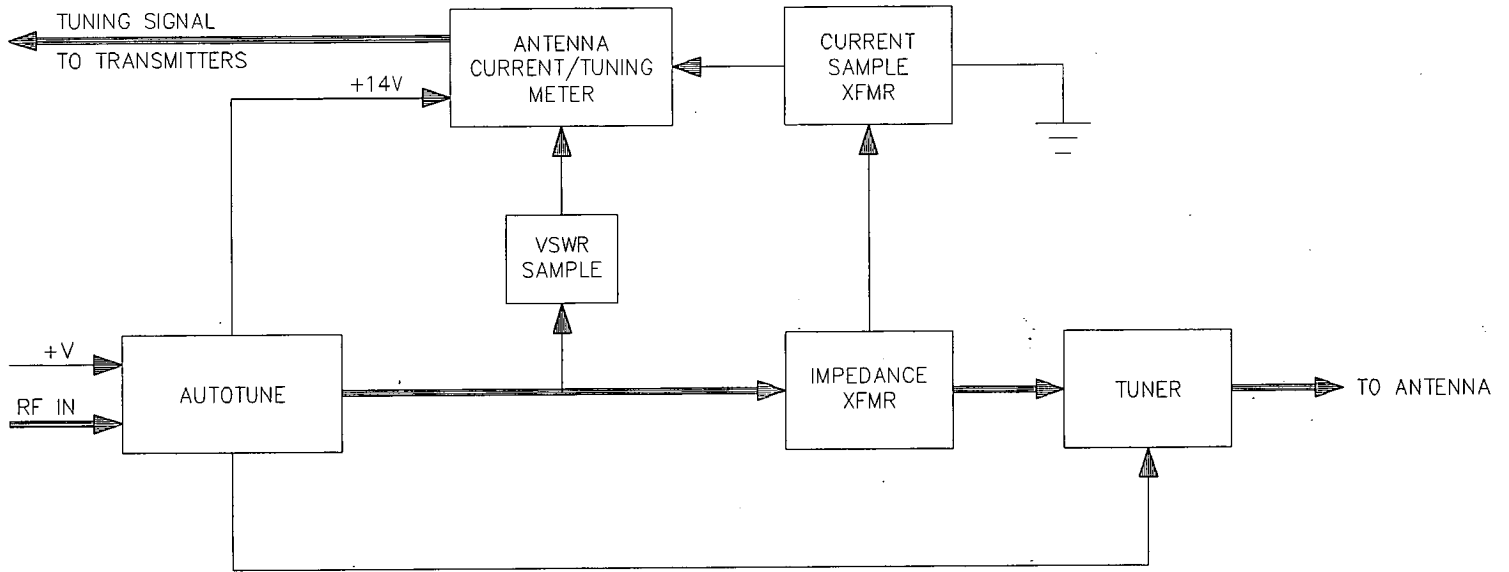 TUNING SIGNAL
TO TRANSMITTERS
+14V
ANTENNA
CURRENT/TUNING
METER
CURRENT
SAMPLE
XFMR
VSWR
SAMPLE
+V
RF IN
AUTOTUNE
IMPEDANCE
XFMR
TUNER
TO ANTENNA